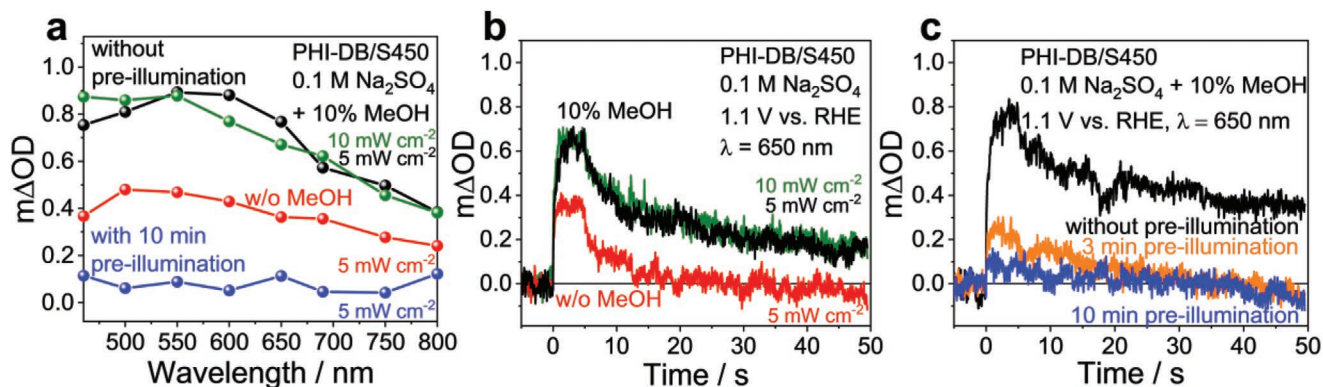 a
without
pre-illumination
PHI-DB/S450
0.1 M Na₂SO₄
+ 10% MeOH
10 mW cm⁻²
5 mW cm⁻²
w/o MeOH
with 10 min
pre-illumination
5 mW cm⁻²
5 mW cm⁻²
mΔOD
1.0
0.8
0.6
0.4
0.2
0.0
500 550 600 650 700 750 800
Wavelength / nm
b
10% MeOH
PHI-DB/S450
0.1 M Na₂SO₄
1.1 V vs. RHE
λ = 650 nm
10 mW cm⁻²
5 mW cm⁻²
w/o MeOH
5 mW cm⁻²
mΔOD
1.0
0.8
0.6
0.4
0.2
0.0
0 10 20 30 40 50
Time / s
c
PHI-DB/S450
0.1 M Na₂SO₄ + 10% MeOH
1.1 V vs. RHE, λ = 650 nm
without pre-illumination
3 min pre-illumination
10 min pre-illumination
mΔOD
1.0
0.8
0.6
0.4
0.2
0.0
0 10 20 30 40 50
Time / s